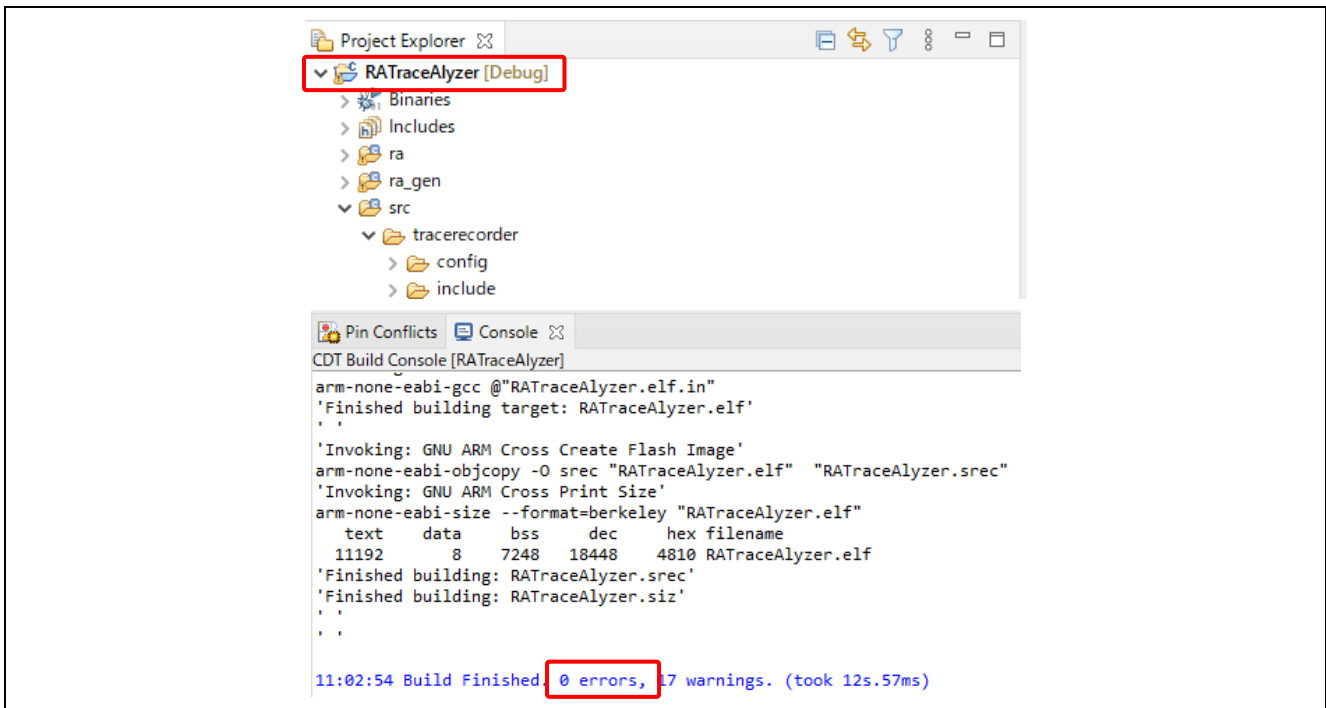 Project Explorer
RATraceAlyzer [Debug]
Binaries
Includes
ra
ra_gen
src
tracerecorder
config
include
Pin Conflicts Console
CDT Build Console [RATraceAlyzer]
arm-none-eabi-gcc @"RATraceAlyzer.elf.in"
'Finished building target: RATraceAlyzer.elf'
' '
'Invoking: GNU ARM Cross Create Flash Image'
arm-none-eabi-objcopy -O srec "RATraceAlyzer.elf"  "RATraceAlyzer.srec"
'Invoking: GNU ARM Cross Print Size'
arm-none-eabi-size --format=berkeley "RATraceAlyzer.elf"
   text    data     bss     dec     hex filename
  11192       8    7248   18448    4810 RATraceAlyzer.elf
'Finished building: RATraceAlyzer.srec'
'Finished building: RATraceAlyzer.siz'
' '
' '
11:02:54 Build Finished. 0 errors, 17 warnings. (took 12s.57ms)